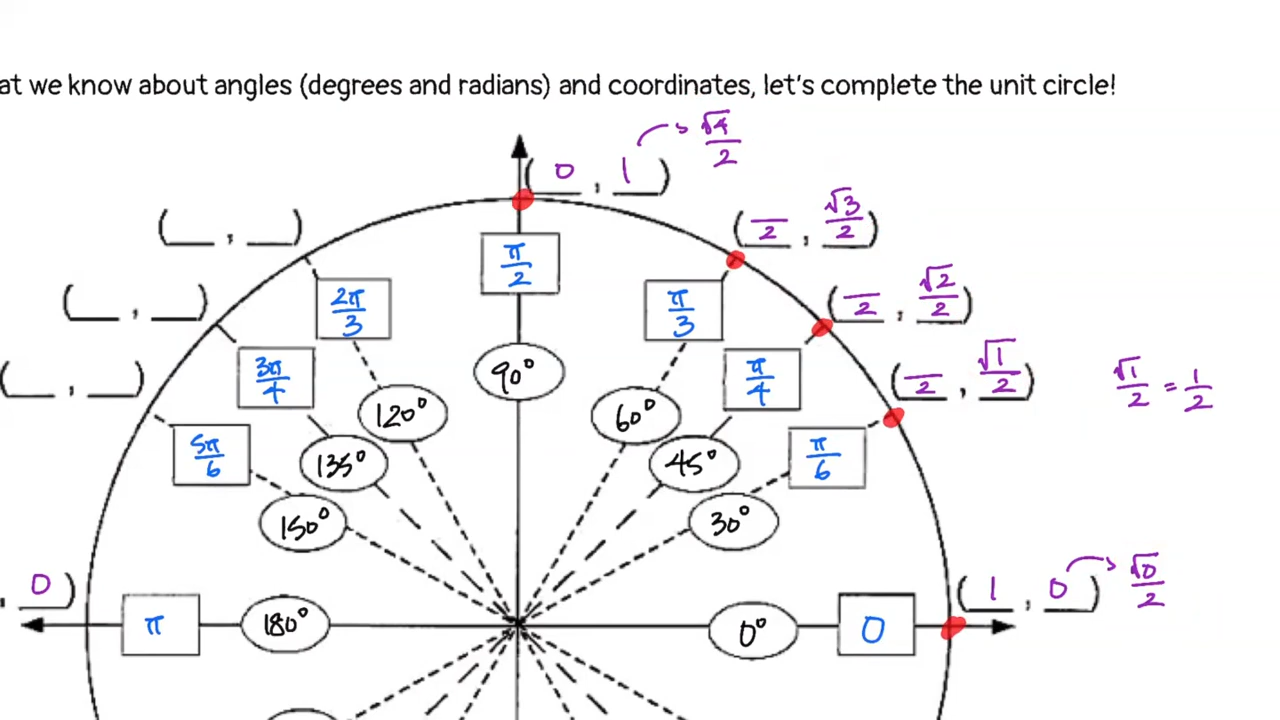 at we know about angles (degrees and radians) and coordinates, let's complete the unit circle!
( 0 , 1 ) √4/2
( /2 , √3/2 )
( __ , __ )
π/2
( /2 , √2/2 )
( __ , __ )
2π/3
π/3
( /2 , √1/2 )
√1/2 = 1/2
( __ , __ )
3π/4
90°
π/4
120°
60°
5π/6
135°
45°
π/6
150°
30°
, 0 )
( 1 , 0 ) √0/2
π
180°
0°
0